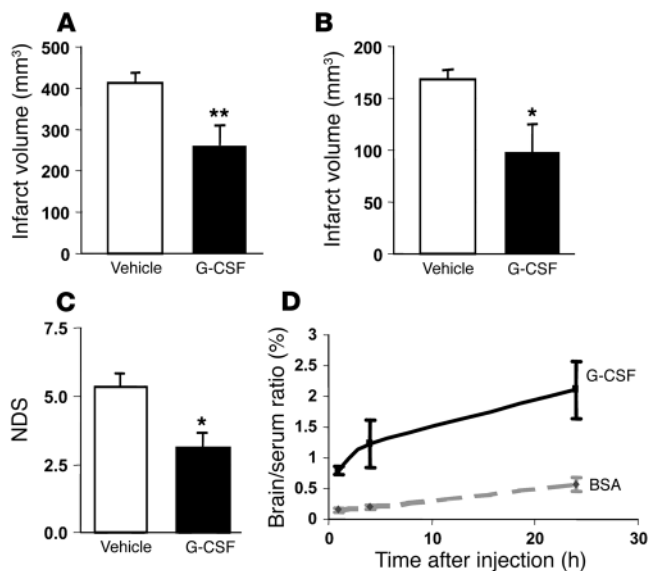 A
Infarct volume (mm³)
500
400
300
200
100
0
**
Vehicle
G-CSF
B
Infarct volume (mm³)
200
150
100
50
0
*
Vehicle
G-CSF
C
NDS
7.5
5.0
2.5
0.0
*
Vehicle
G-CSF
D
Brain/serum ratio (%)
3
2.5
2
1.5
1
0.5
0
G-CSF
BSA
0
10
20
30
Time after injection (h)